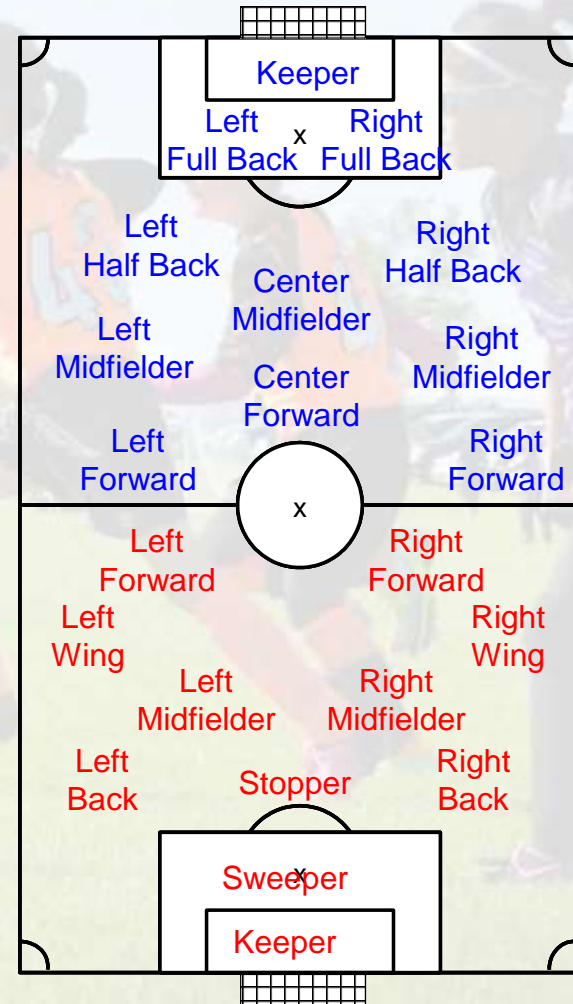 Keeper
Left
Full Back
x
Right
Full Back
Left
Half Back
Right
Half Back
Center
Midfielder
Left
Midfielder
Right
Midfielder
Center
Forward
Left
Forward
Right
Forward
x
Left
Forward
Right
Forward
Left
Wing
Right
Wing
Left
Midfielder
Right
Midfielder
Left
Back
Stopper
Right
Back
Sweeper
x
Keeper